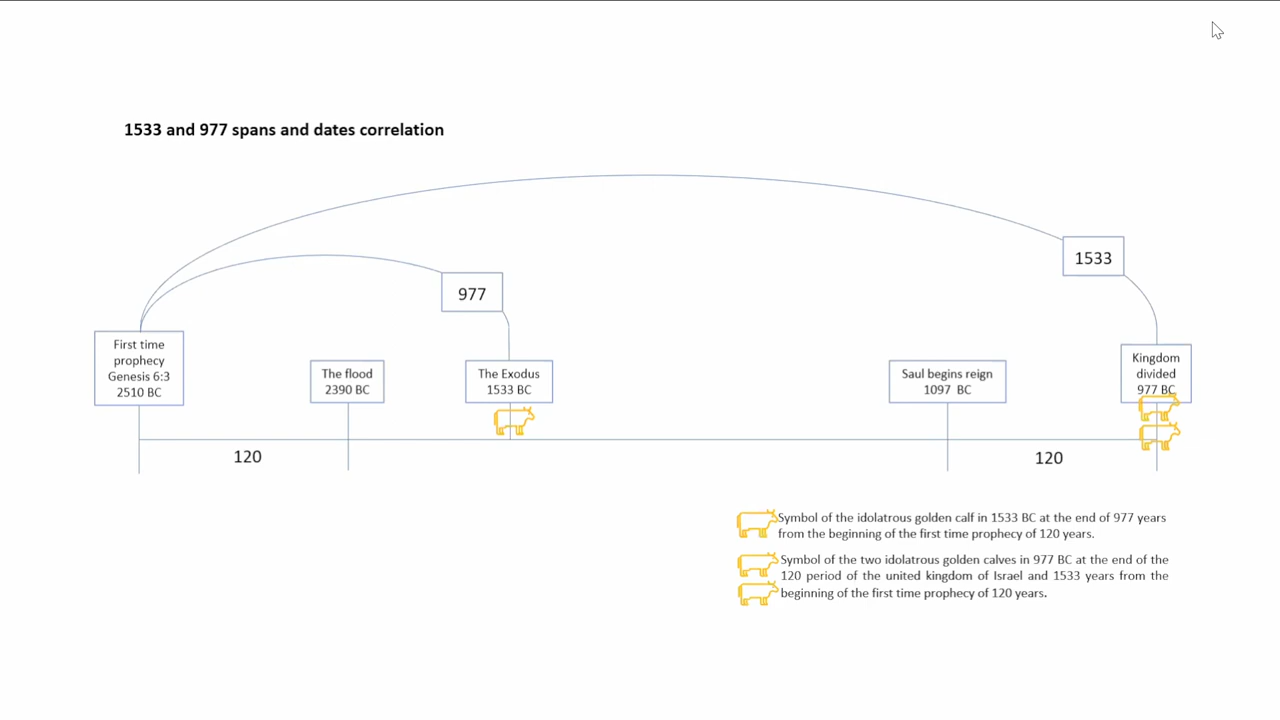 1533 and 977 spans and dates correlation
1533
977
First time
prophecy
Genesis 6:3
2510 BC
The flood
2390 BC
The Exodus
1533 BC
Saul begins reign
1097 BC
Kingdom
divided
977 BC
120
120
Symbol of the idolatrous golden calf in 1533 BC at the end of 977 years
from the beginning of the first time prophecy of 120 years.
Symbol of the two idolatrous golden calves in 977 BC at the end of the
120 period of the united kingdom of Israel and 1533 years from the
beginning of the first time prophecy of 120 years.